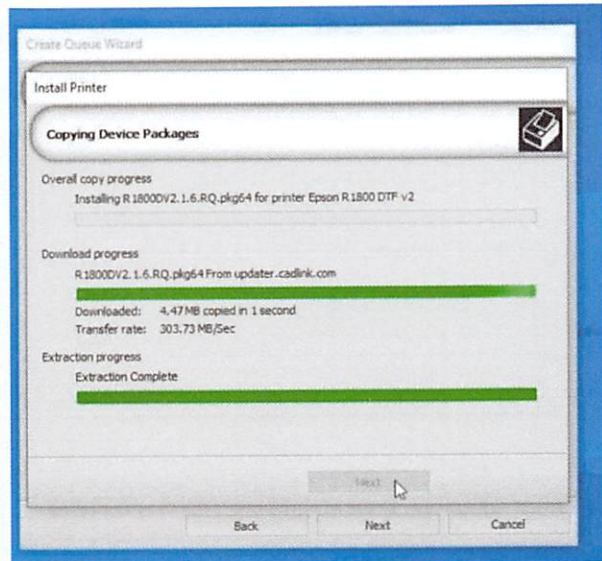 Create Queue Wizard
Install Printer
Copying Device Packages
Overall copy progress
Installing R1800DV2.1.6.RQ.pkg64 for printer Epson R1800 DTF v2
Download progress
R1800DV2.1.6.RQ.pkg64 From updater.cadlink.com
Downloaded: 4.47 MB copied in 1 second
Transfer rate: 303.73 MB/Sec
Extraction progress
Extraction Complete
Next
Back Next Cancel